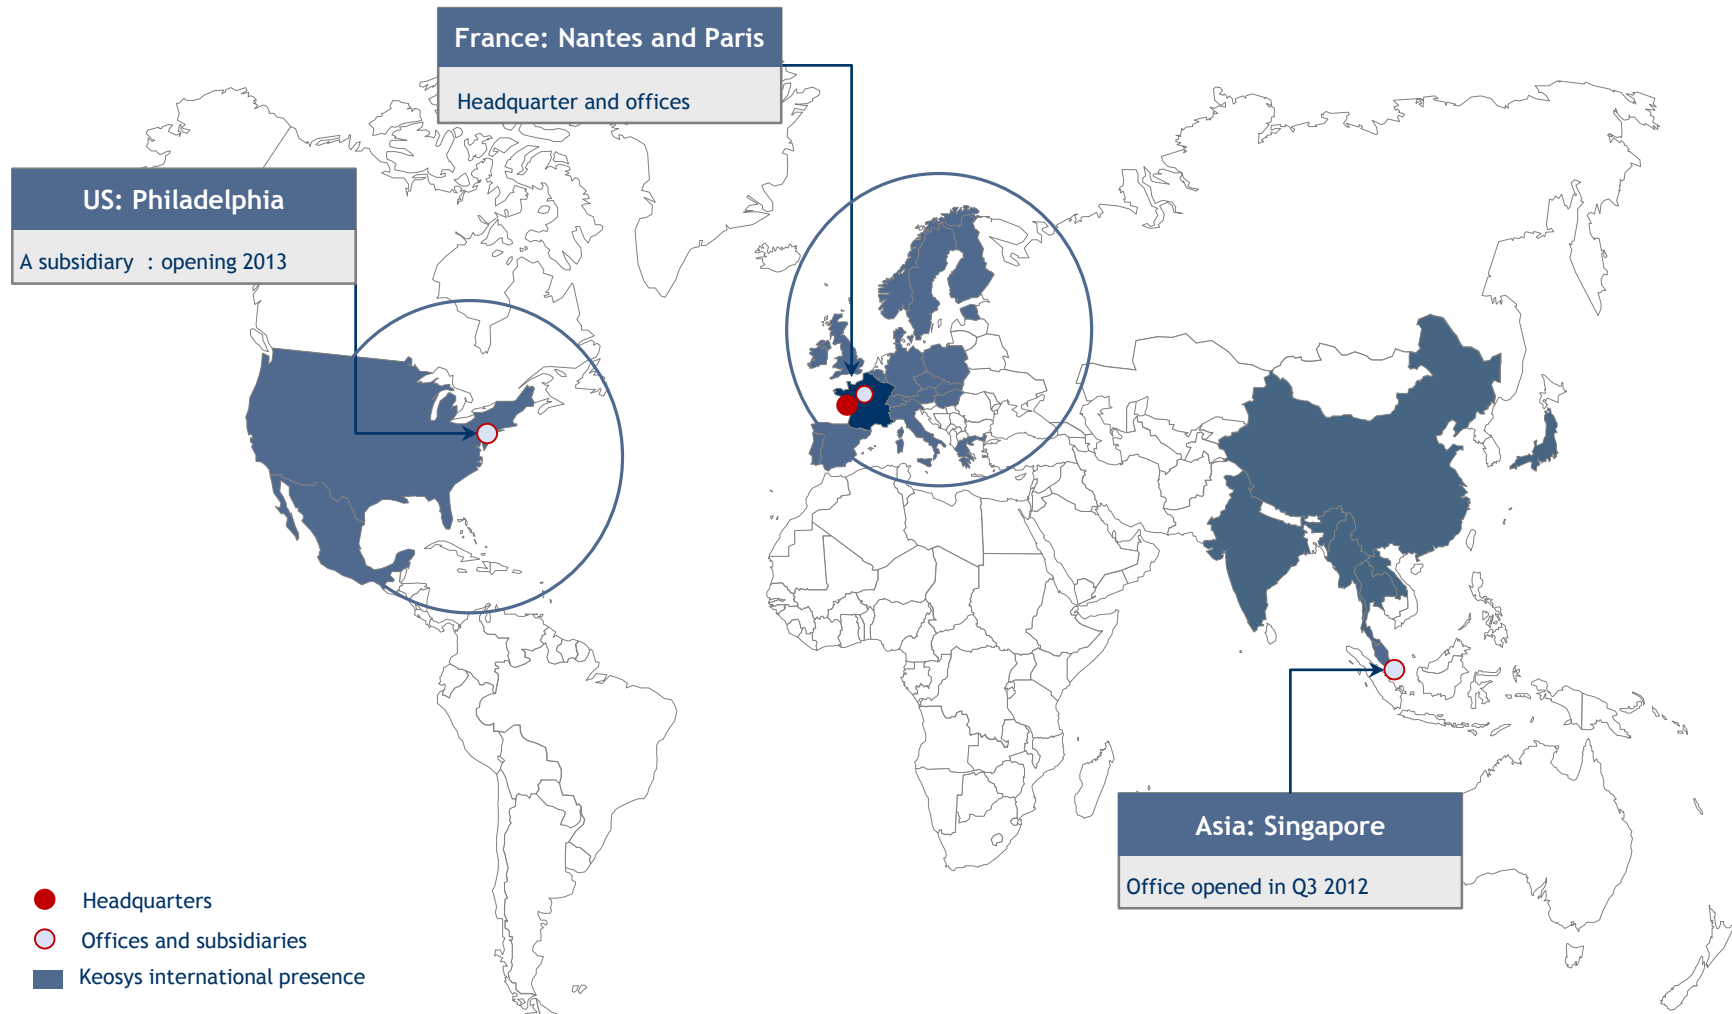 France: Nantes and Paris
Headquarter and offices
US: Philadelphia
A subsidiary : opening 2013
Asia: Singapore
Office opened in Q3 2012
Headquarters
Offices and subsidiaries
Keosys international presence